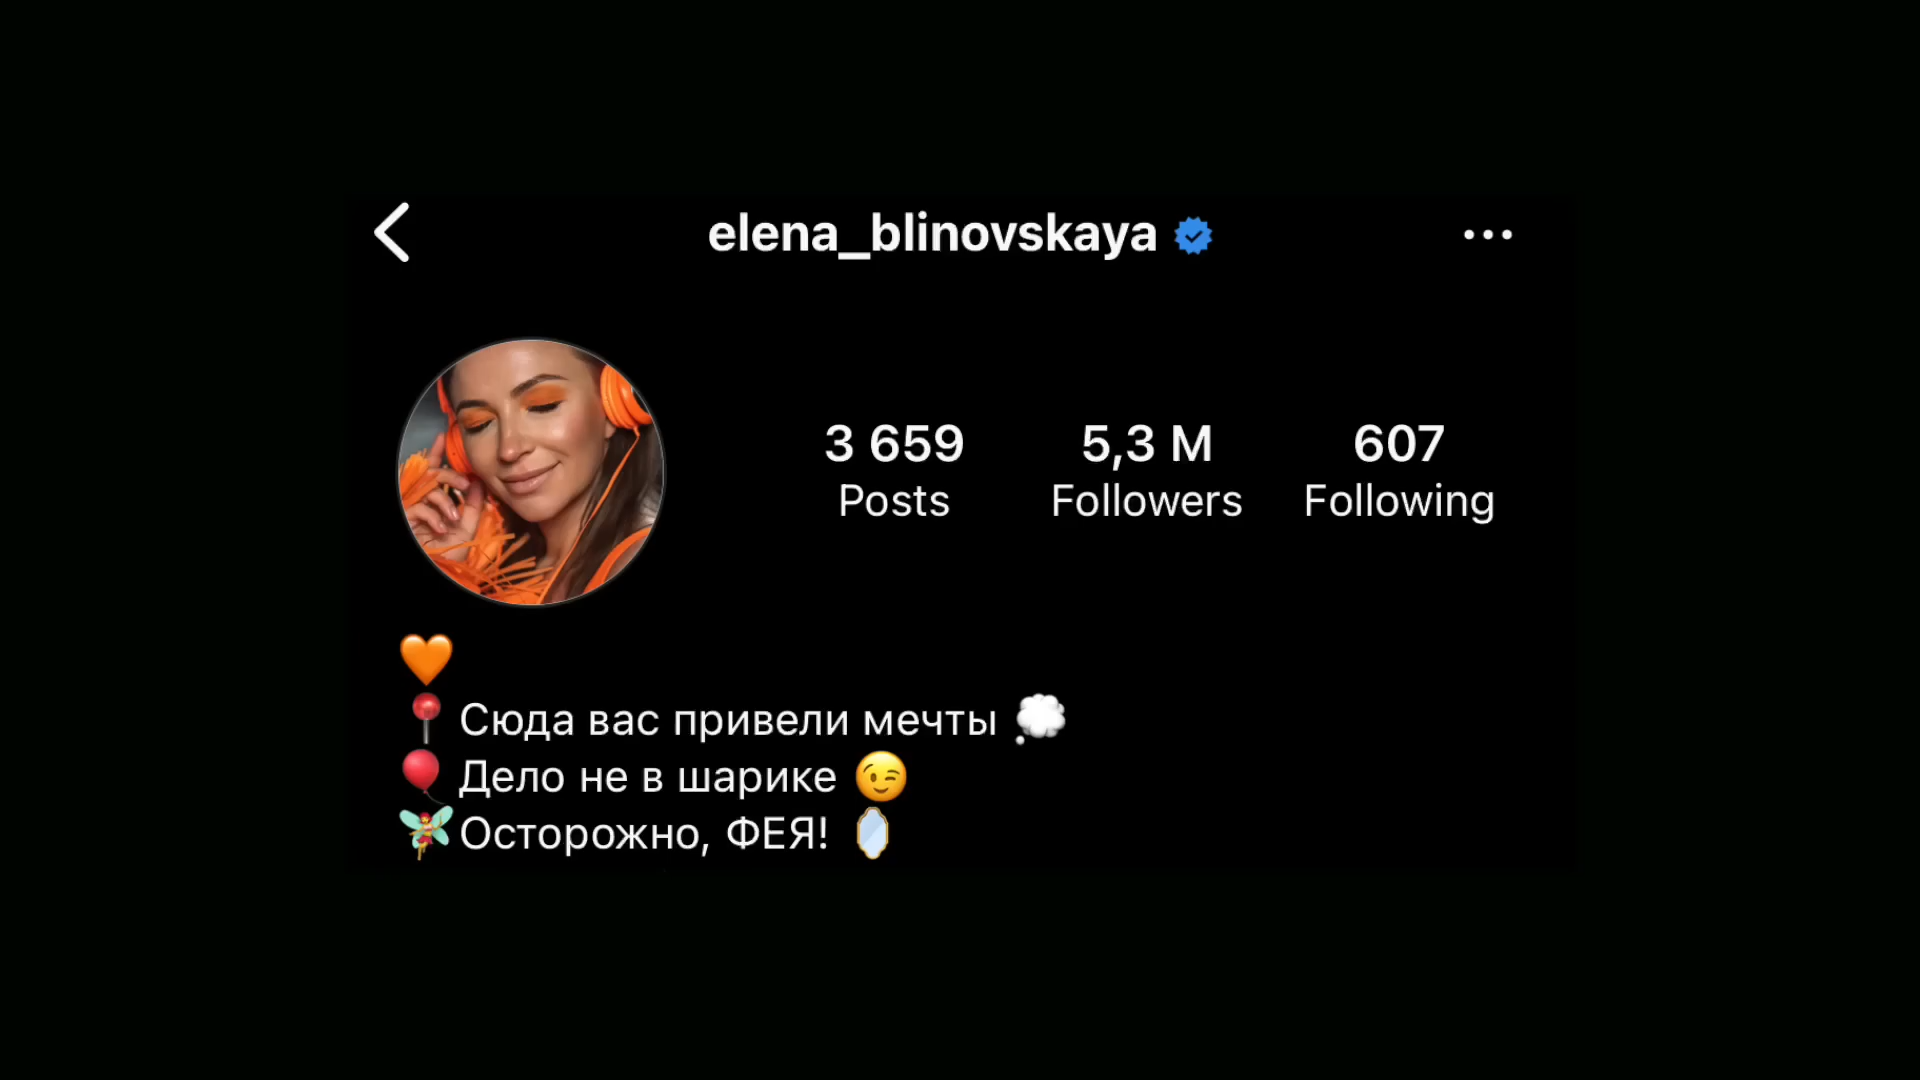 elena_blinovskaya
3 659 5,3 M 607
Posts Followers Following
🧡
📍 Сюда вас привели мечты 💭
🎈 Дело не в шарике 😉
🧚 Осторожно, ФЕЯ! 🪞